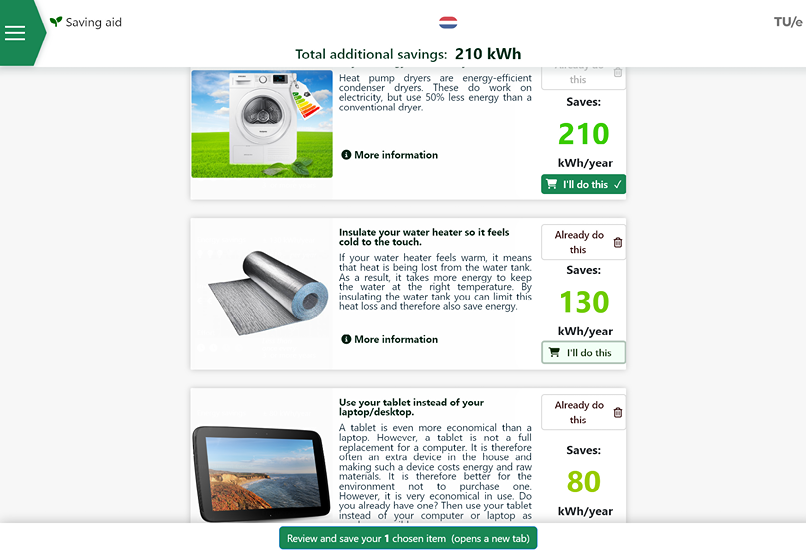 Saving aid
TU/e
Total additional savings: 210 kWh
Heat pump dryers are energy-efficient
condenser dryers. These do work on
electricity, but use 50% less energy than a
conventional dryer.
More information
Already do
this
Saves:
210
kWh/year
I'll do this ✓
Insulate your water heater so it feels
cold to the touch.
If your water heater feels warm, it means
that heat is being lost from the water tank.
As a result, it takes more energy to keep
the water at the right temperature. By
insulating the water tank you can limit this
heat loss and therefore also save energy.
More information
Already do
this
Saves:
130
kWh/year
I'll do this
Use your tablet instead of your
laptop/desktop.
A tablet is even more economical than a
laptop. However, a tablet is not a full
replacement for a computer. It is therefore
often an extra device in the house and
making such a device costs energy and raw
materials. It is therefore better for the
environment not to purchase one.
However, it is very economical in use. Do
you already have one? Then use your tablet
instead of your computer or laptop as
Already do
this
Saves:
80
kWh/year
Review and save your 1 chosen item (opens a new tab)